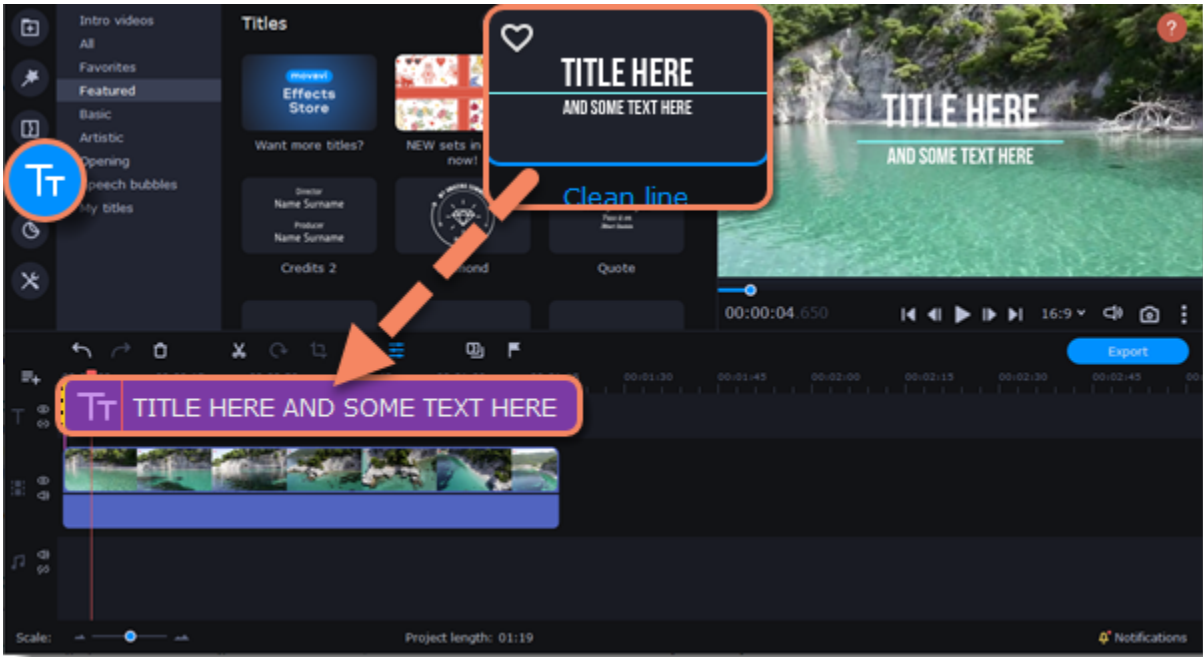 Intro videos
All
Favorites
Featured
Basic
Artistic
Opening
Speech bubbles
My titles
Titles
movavi
Effects
Store
Want more titles?
NEW sets in
now!
Director
Name Surname
Producer
Name Surname
Credits 2
mond
Quote
TITLE HERE
AND SOME TEXT HERE
Clean line
TITLE HERE
AND SOME TEXT HERE
?
00:00:04.650
16:9
Export
00:01:30
00:01:45
00:02:00
00:02:15
00:02:30
00:02:45
TT TITLE HERE AND SOME TEXT HERE
Scale:
Project length: 01:19
Notifications